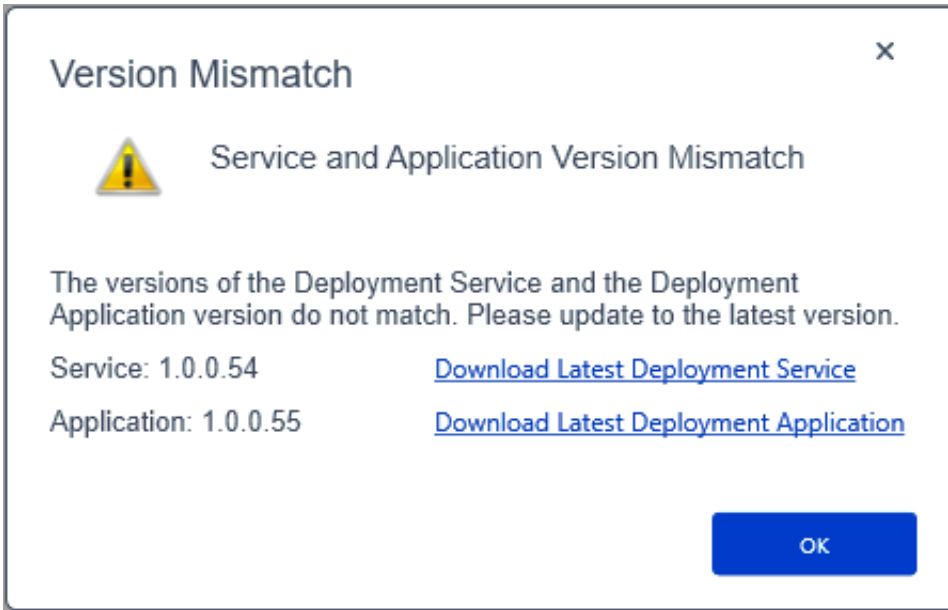 Version Mismatch
Service and Application Version Mismatch
The versions of the Deployment Service and the Deployment
Application version do not match. Please update to the latest version.
Service: 1.0.0.54 Download Latest Deployment Service
Application: 1.0.0.55 Download Latest Deployment Application
OK